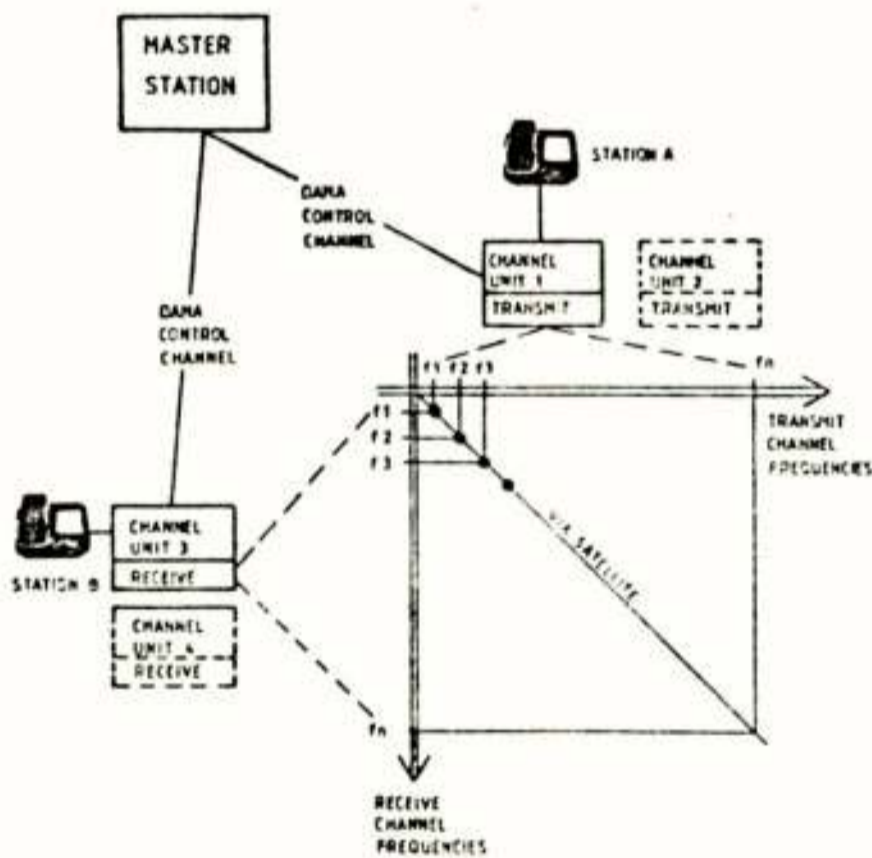 MASTER
STATION
STATION A
DAMA
CONTROL
CHANNEL
CHANNEL
UNIT 1
TRANSMIT
CHANNEL
UNIT 2
TRANSMIT
DAMA
CONTROL
CHANNEL
f1 f2 f3
fn
f1
f2
f3
TRANSMIT
CHANNEL
FREQUENCIES
CHANNEL
UNIT 3
RECEIVE
STATION B
CHANNEL
UNIT 4
RECEIVE
VIA SATELLITE
fn
RECEIVE
CHANNEL
FREQUENCIES